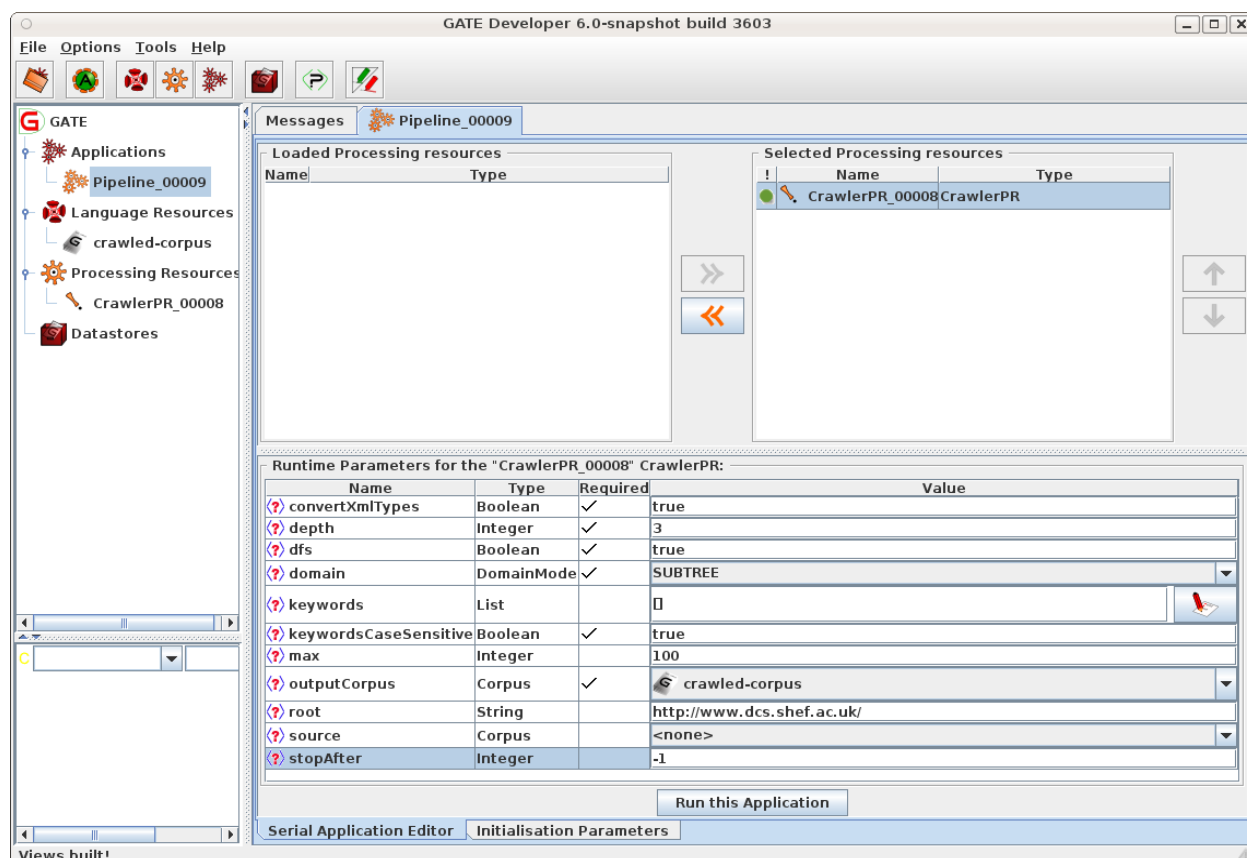 GATE Developer 6.0-snapshot build 3603
File Options Tools Help
GATE
Applications
Pipeline_00009
Language Resources
crawled-corpus
Processing Resources
CrawlerPR_00008
Datastores
Messages Pipeline_00009
Loaded Processing resources
Name Type
Selected Processing resources
! Name Type
CrawlerPR_00008 CrawlerPR
Runtime Parameters for the "CrawlerPR_00008" CrawlerPR:
Name Type Required Value
<?> convertXmlTypes Boolean ✓ true
<?> depth Integer ✓ 3
<?> dfs Boolean ✓ true
<?> domain DomainMode ✓ SUBTREE
<?> keywords List []
<?> keywordsCaseSensitive Boolean ✓ true
<?> max Integer 100
<?> outputCorpus Corpus ✓ crawled-corpus
<?> root String http://www.dcs.shef.ac.uk/
<?> source Corpus <none>
<?> stopAfter Integer -1
Run this Application
Serial Application Editor Initialisation Parameters
C
Views built!